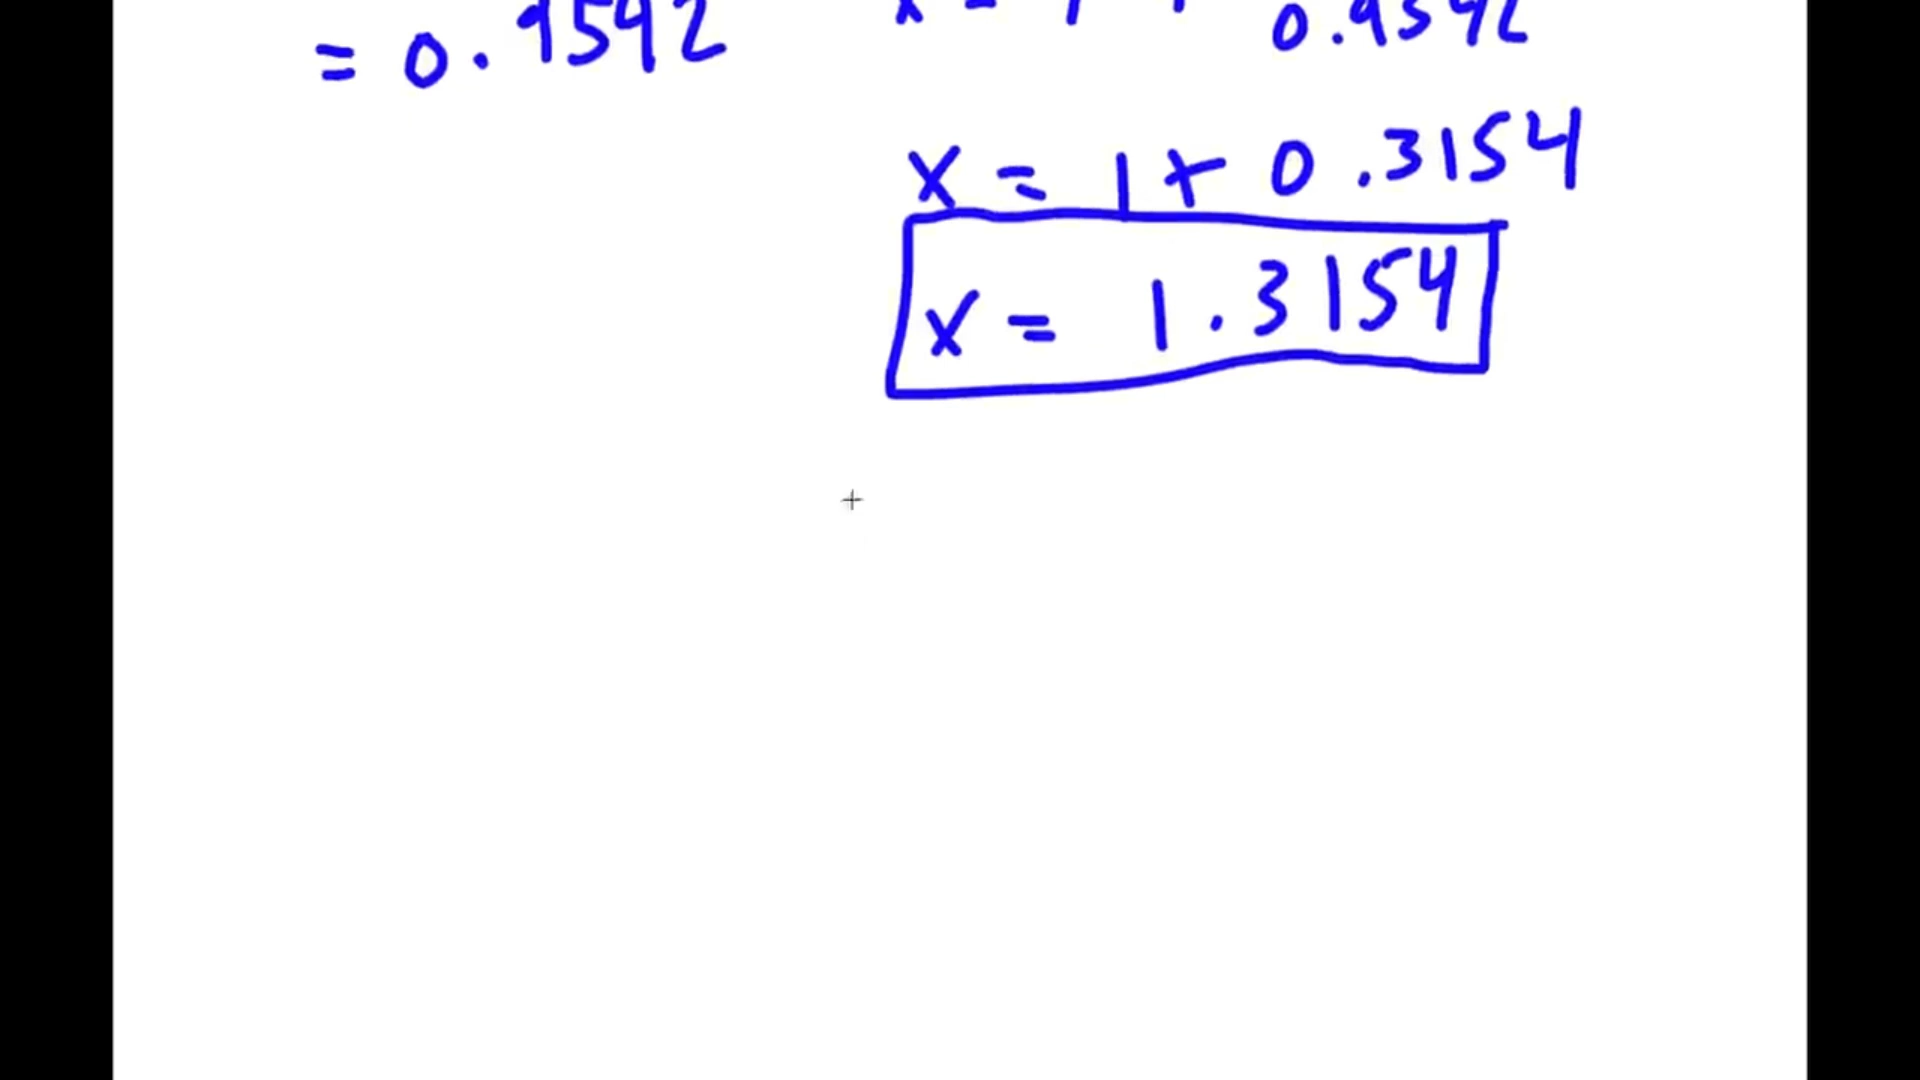 = 0.9592
0.9592
x = 1 + 0.3154
x = 1.3154